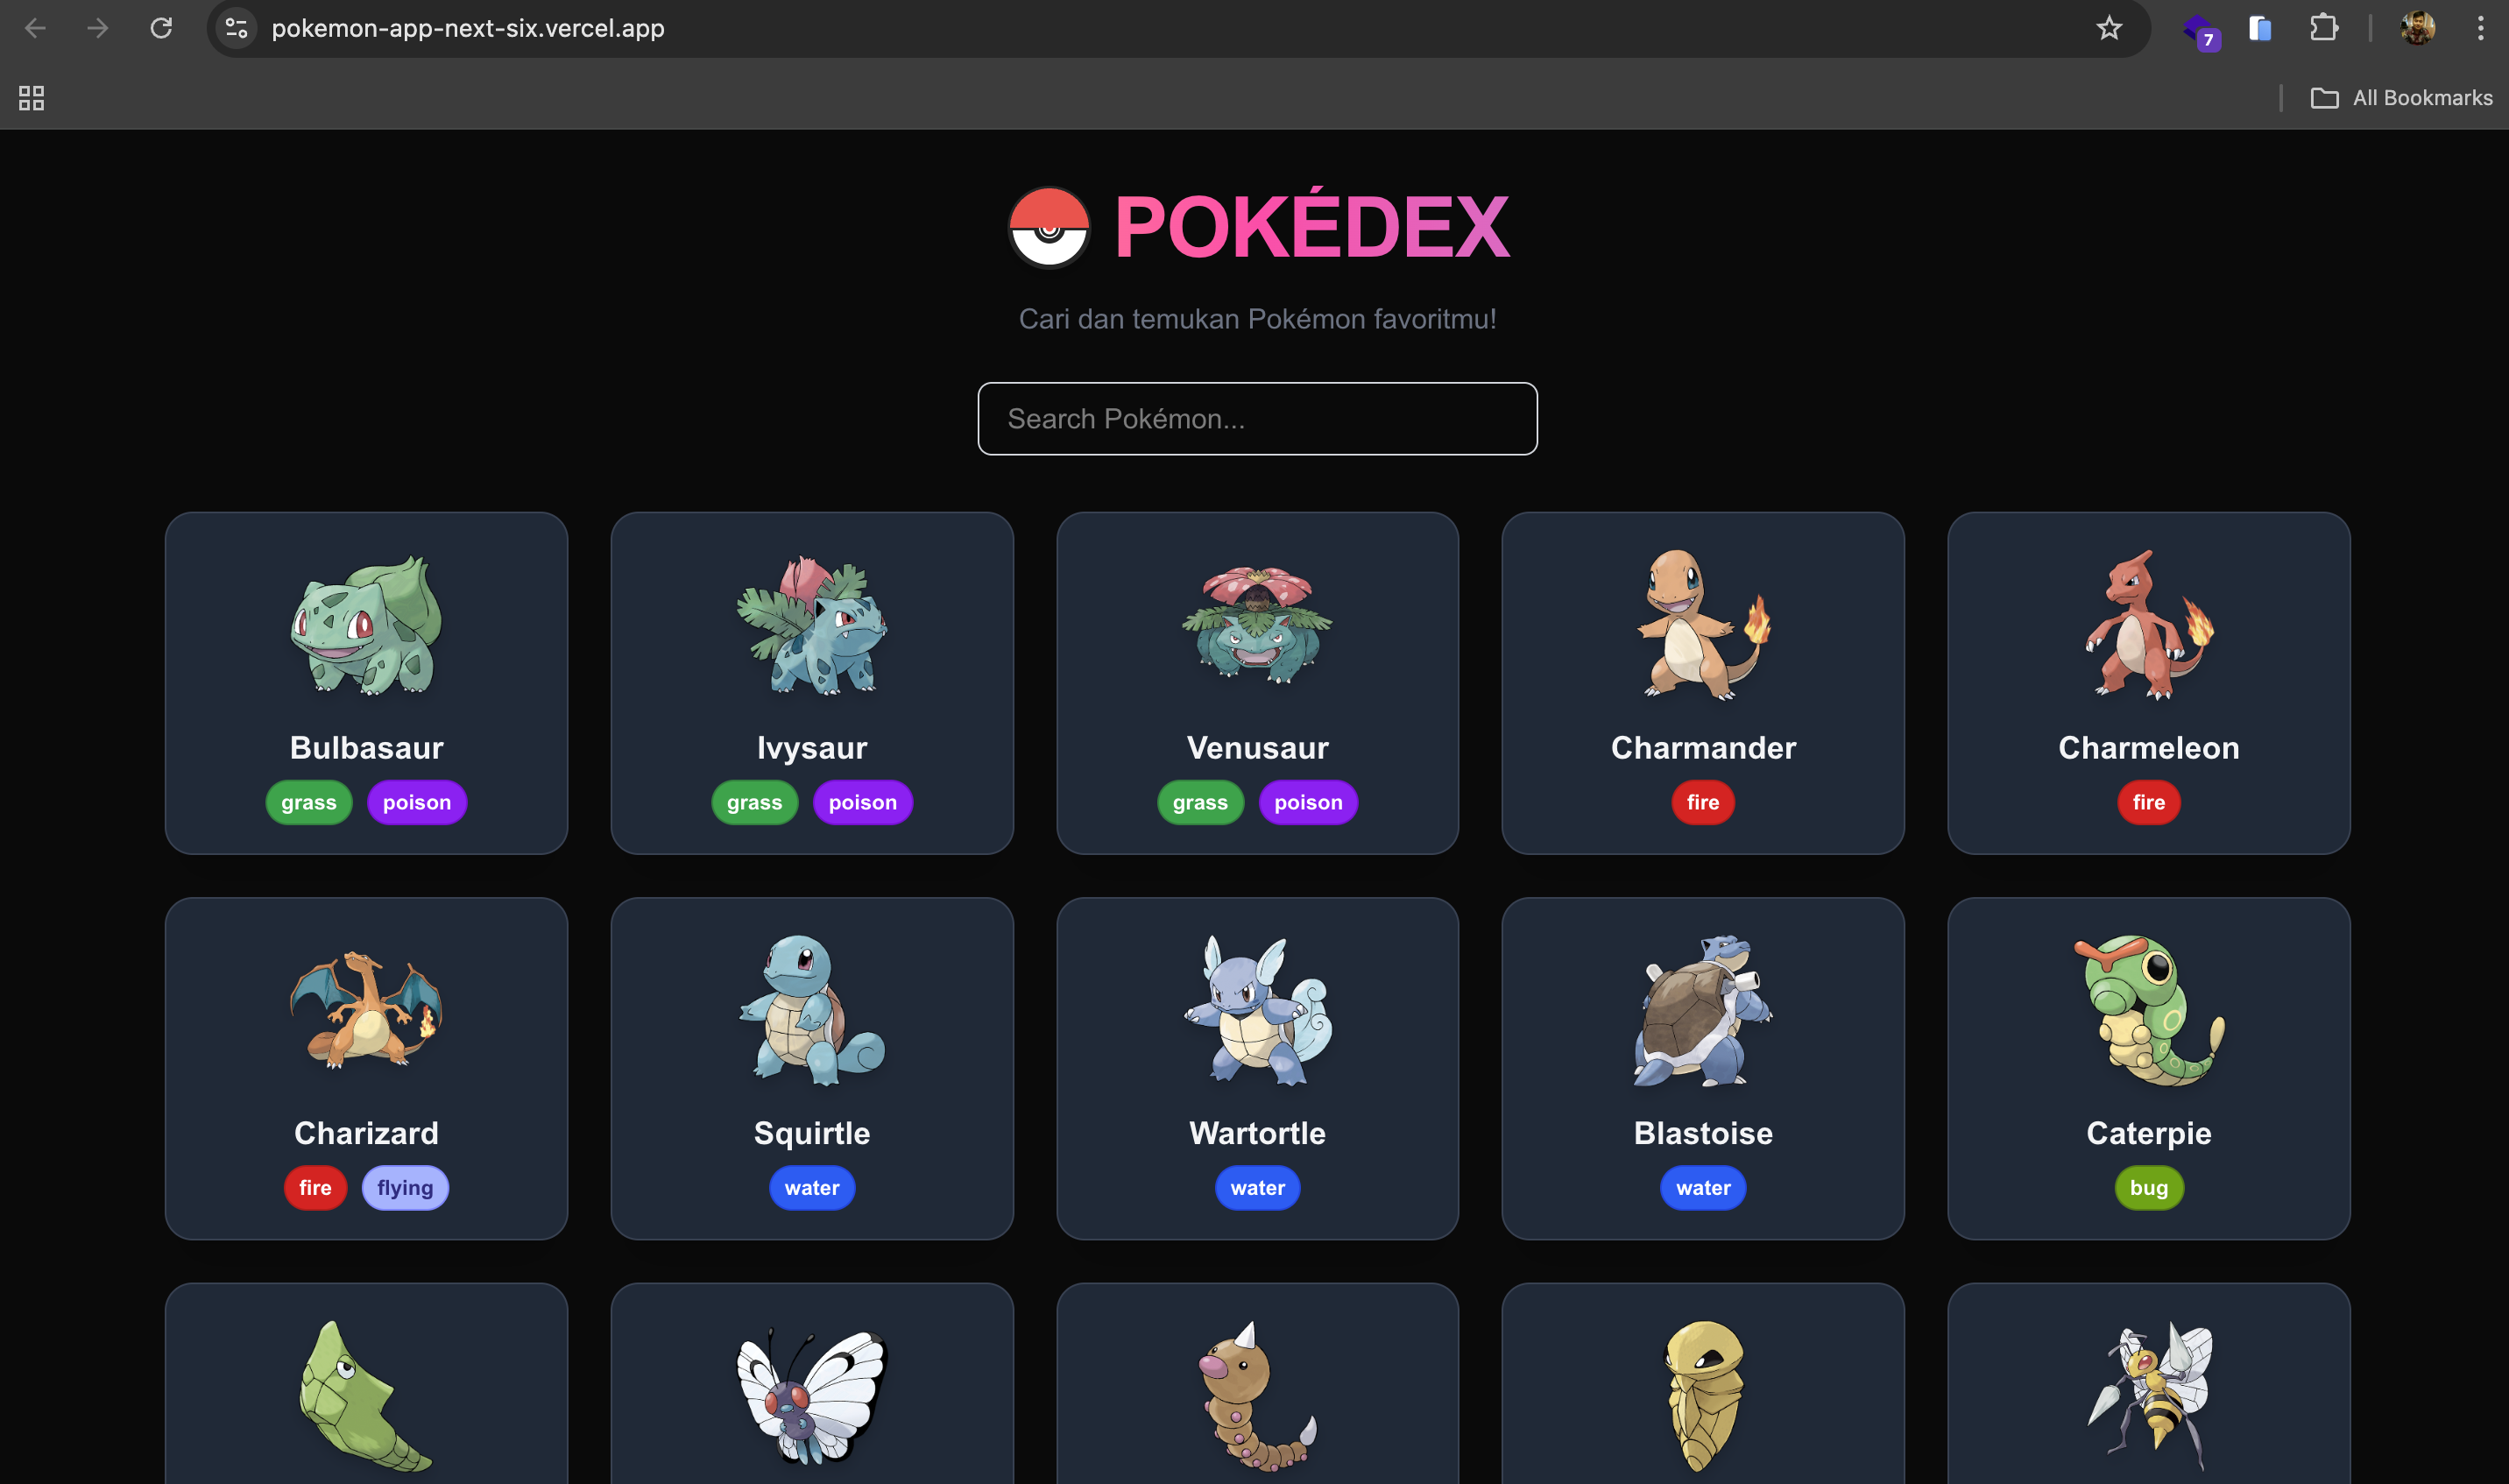 pokemon-app-next-six.vercel.app
7
All Bookmarks
POKÉDEX
Cari dan temukan Pokémon favoritmu!
Search Pokémon...
Bulbasaur
grass poison
Ivysaur
grass poison
Venusaur
grass poison
Charmander
fire
Charmeleon
fire
Charizard
fire flying
Squirtle
water
Wartortle
water
Blastoise
water
Caterpie
bug